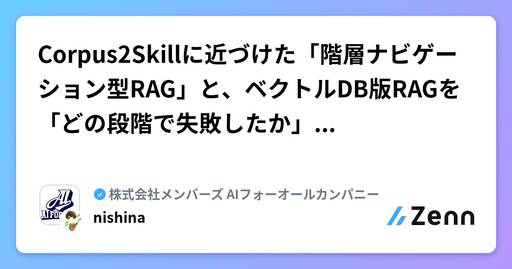 Corpus2Skillに近づけた「階層ナビゲー
ション型RAG」と、ベクトルDB版RAGを
「どの段階で失敗したか」...
株式会社メンバーズ AIフォーオールカンパニー
nishina
Zenn